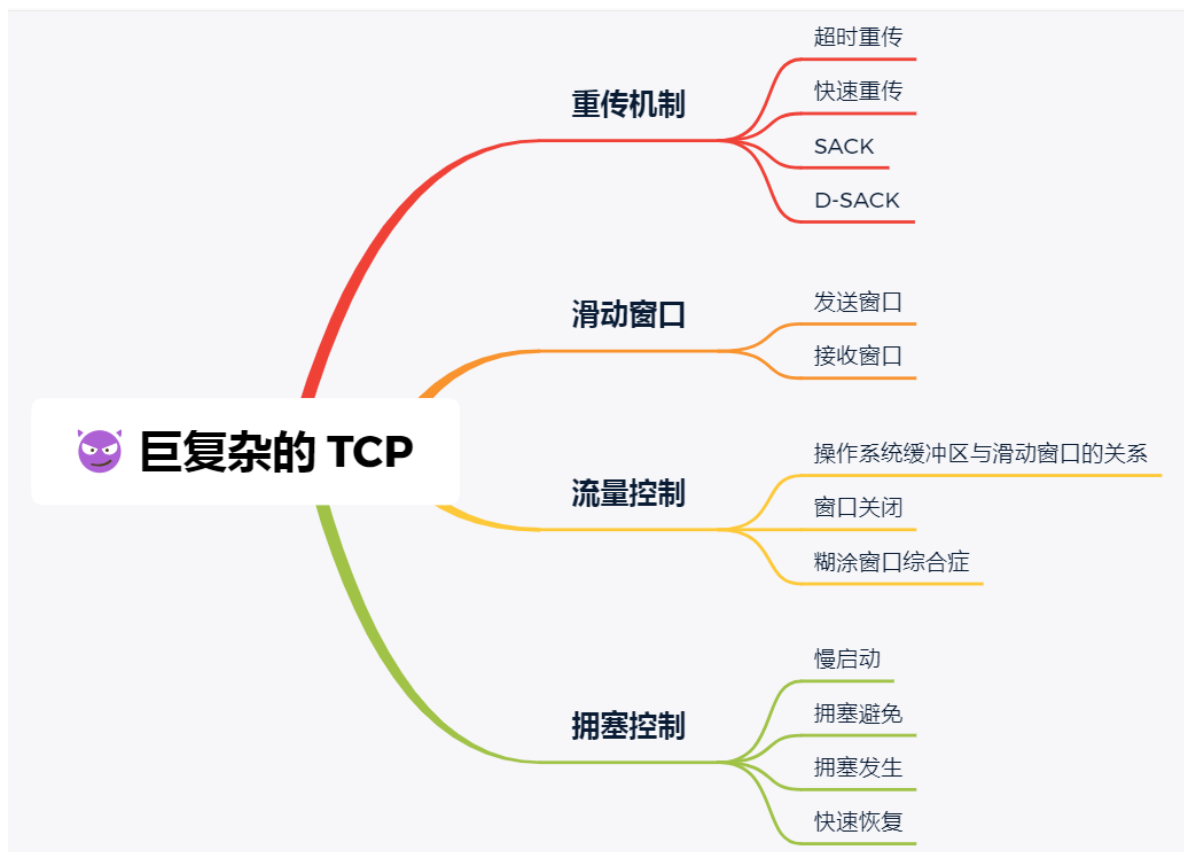 巨复杂的 TCP
重传机制
超时重传
快速重传
SACK
D-SACK
滑动窗口
发送窗口
接收窗口
流量控制
操作系统缓冲区与滑动窗口的关系
窗口关闭
糊涂窗口综合症
拥塞控制
慢启动
拥塞避免
拥塞发生
快速恢复